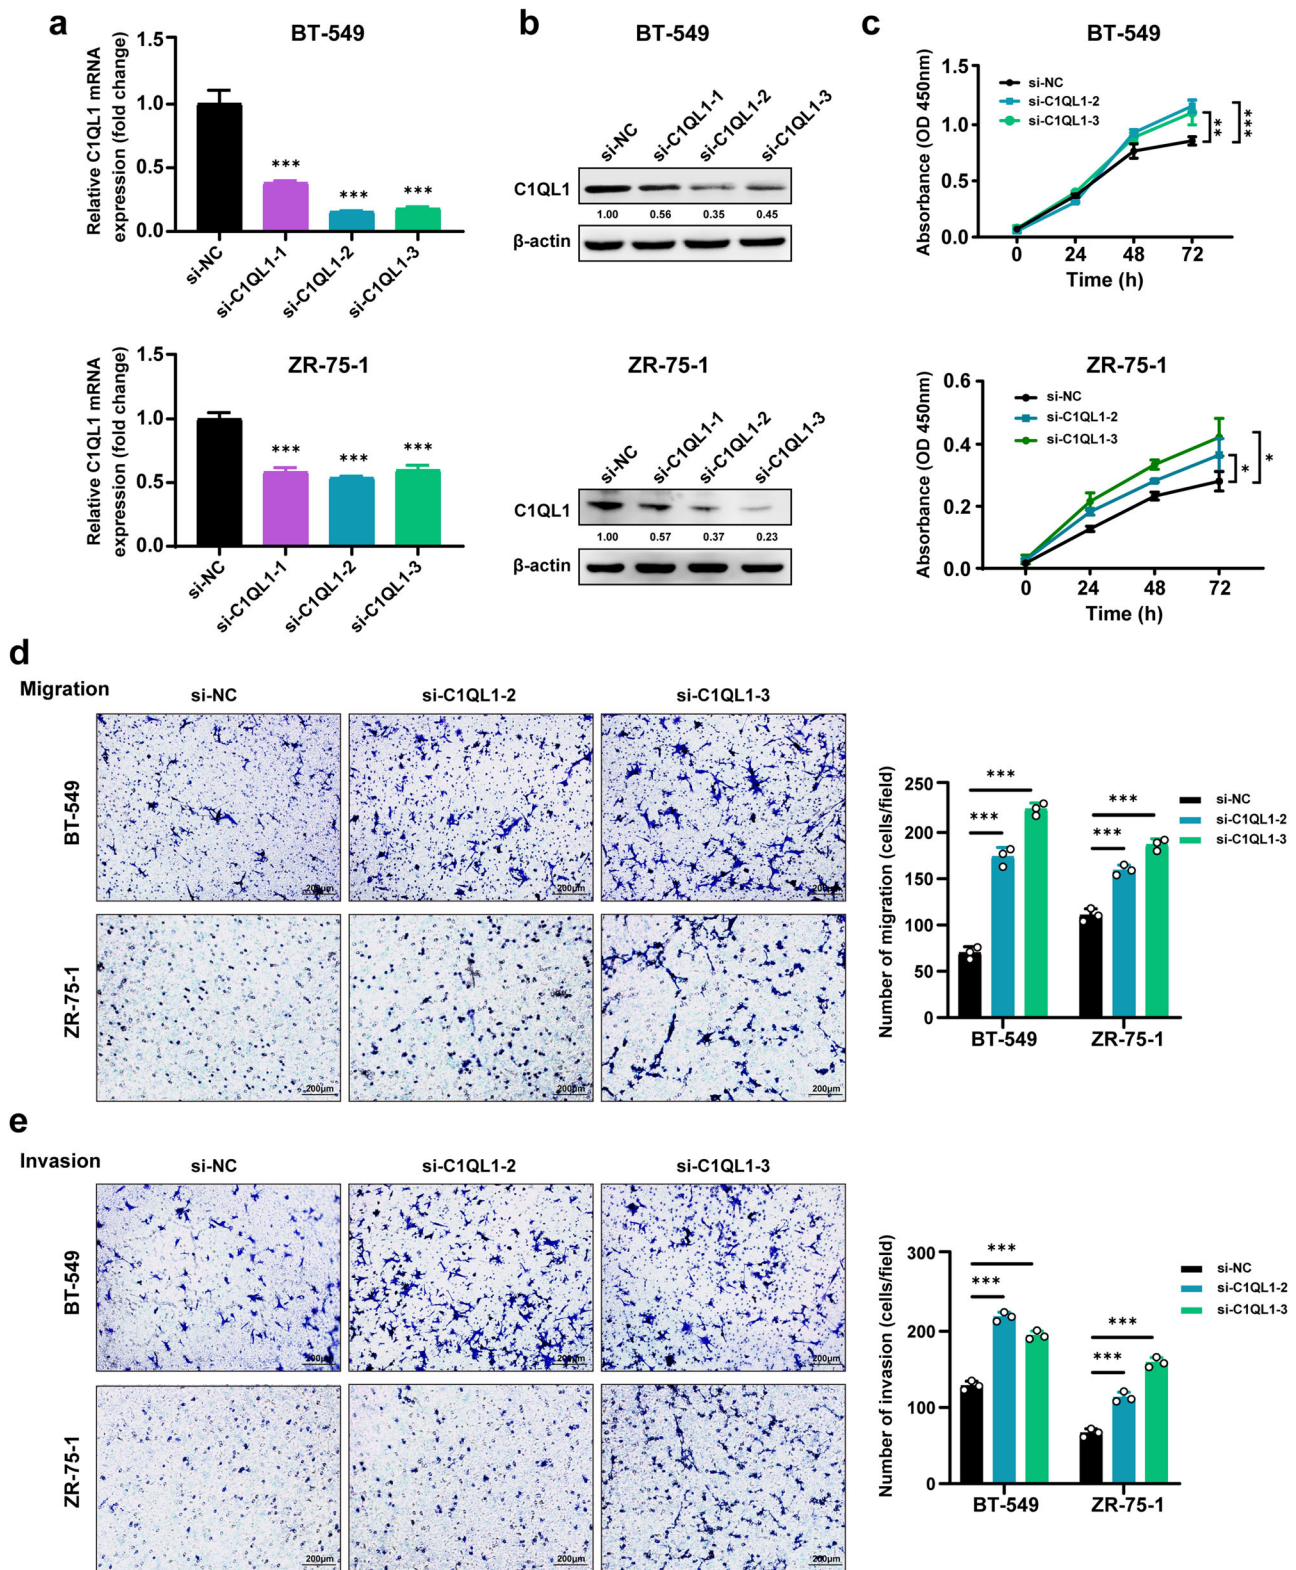 a
BT-549
Relative C1QL1 mRNA
expression (fold change)
1.5
1.0
0.5
0.0
***
***
***
si-NC
si-C1QL1-1
si-C1QL1-2
si-C1QL1-3
ZR-75-1
Relative C1QL1 mRNA
expression (fold change)
1.5
1.0
0.5
0.0
***
***
***
si-NC
si-C1QL1-1
si-C1QL1-2
si-C1QL1-3
b
BT-549
si-NC
si-C1QL1-1
si-C1QL1-2
si-C1QL1-3
C1QL1
1.00 0.56 0.35 0.45
β-actin
ZR-75-1
si-NC
si-C1QL1-1
si-C1QL1-2
si-C1QL1-3
C1QL1
1.00 0.57 0.37 0.23
β-actin
c
BT-549
Absorbance (OD 450nm)
1.5
1.0
0.5
0.0
si-NC
si-C1QL1-2
si-C1QL1-3
**
***
0 24 48 72
Time (h)
ZR-75-1
Absorbance (OD 450nm)
0.6
0.4
0.2
0.0
si-NC
si-C1QL1-2
si-C1QL1-3
*
*
0 24 48 72
Time (h)
d
Migration
si-NC si-C1QL1-2 si-C1QL1-3
BT-549
200μm 200μm 200μm
ZR-75-1
200μm 200μm 200μm
Number of migration (cells/field)
250
200
150
100
50
0
***
***
***
***
si-NC
si-C1QL1-2
si-C1QL1-3
BT-549 ZR-75-1
e
Invasion
si-NC si-C1QL1-2 si-C1QL1-3
BT-549
200μm 200μm 200μm
ZR-75-1
200μm 200μm 200μm
Number of invasion (cells/field)
300
200
100
0
***
***
***
***
si-NC
si-C1QL1-2
si-C1QL1-3
BT-549 ZR-75-1